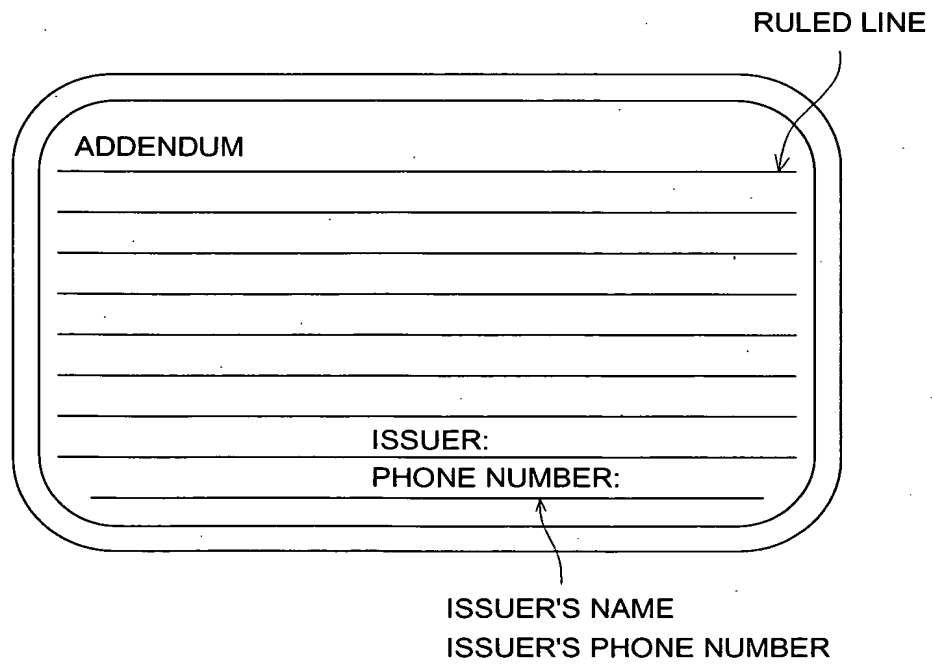 RULED LINE
ADDENDUM
ISSUER:
PHONE NUMBER:
ISSUER'S NAME
ISSUER'S PHONE NUMBER